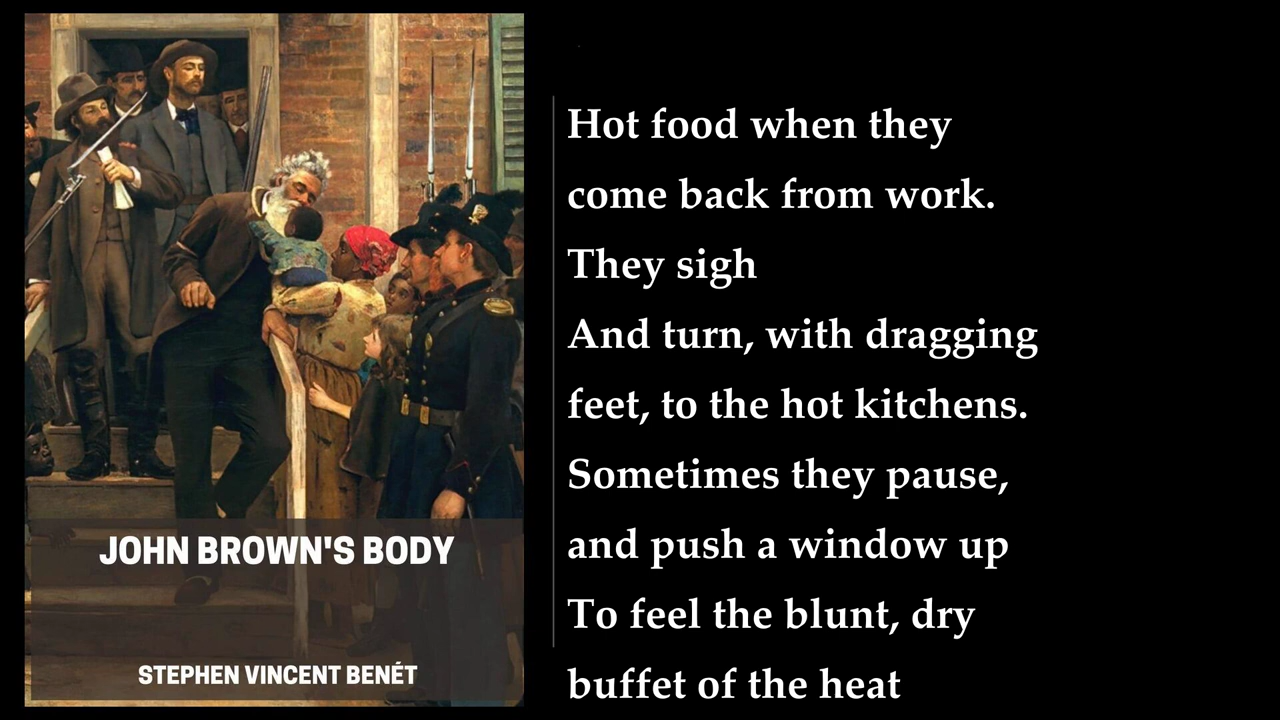 JOHN BROWN'S BODY
STEPHEN VINCENT BENÉT
Hot food when they
come back from work.
They sigh
And turn, with dragging
feet, to the hot kitchens.
Sometimes they pause,
and push a window up
To feel the blunt, dry
buffet of the heat